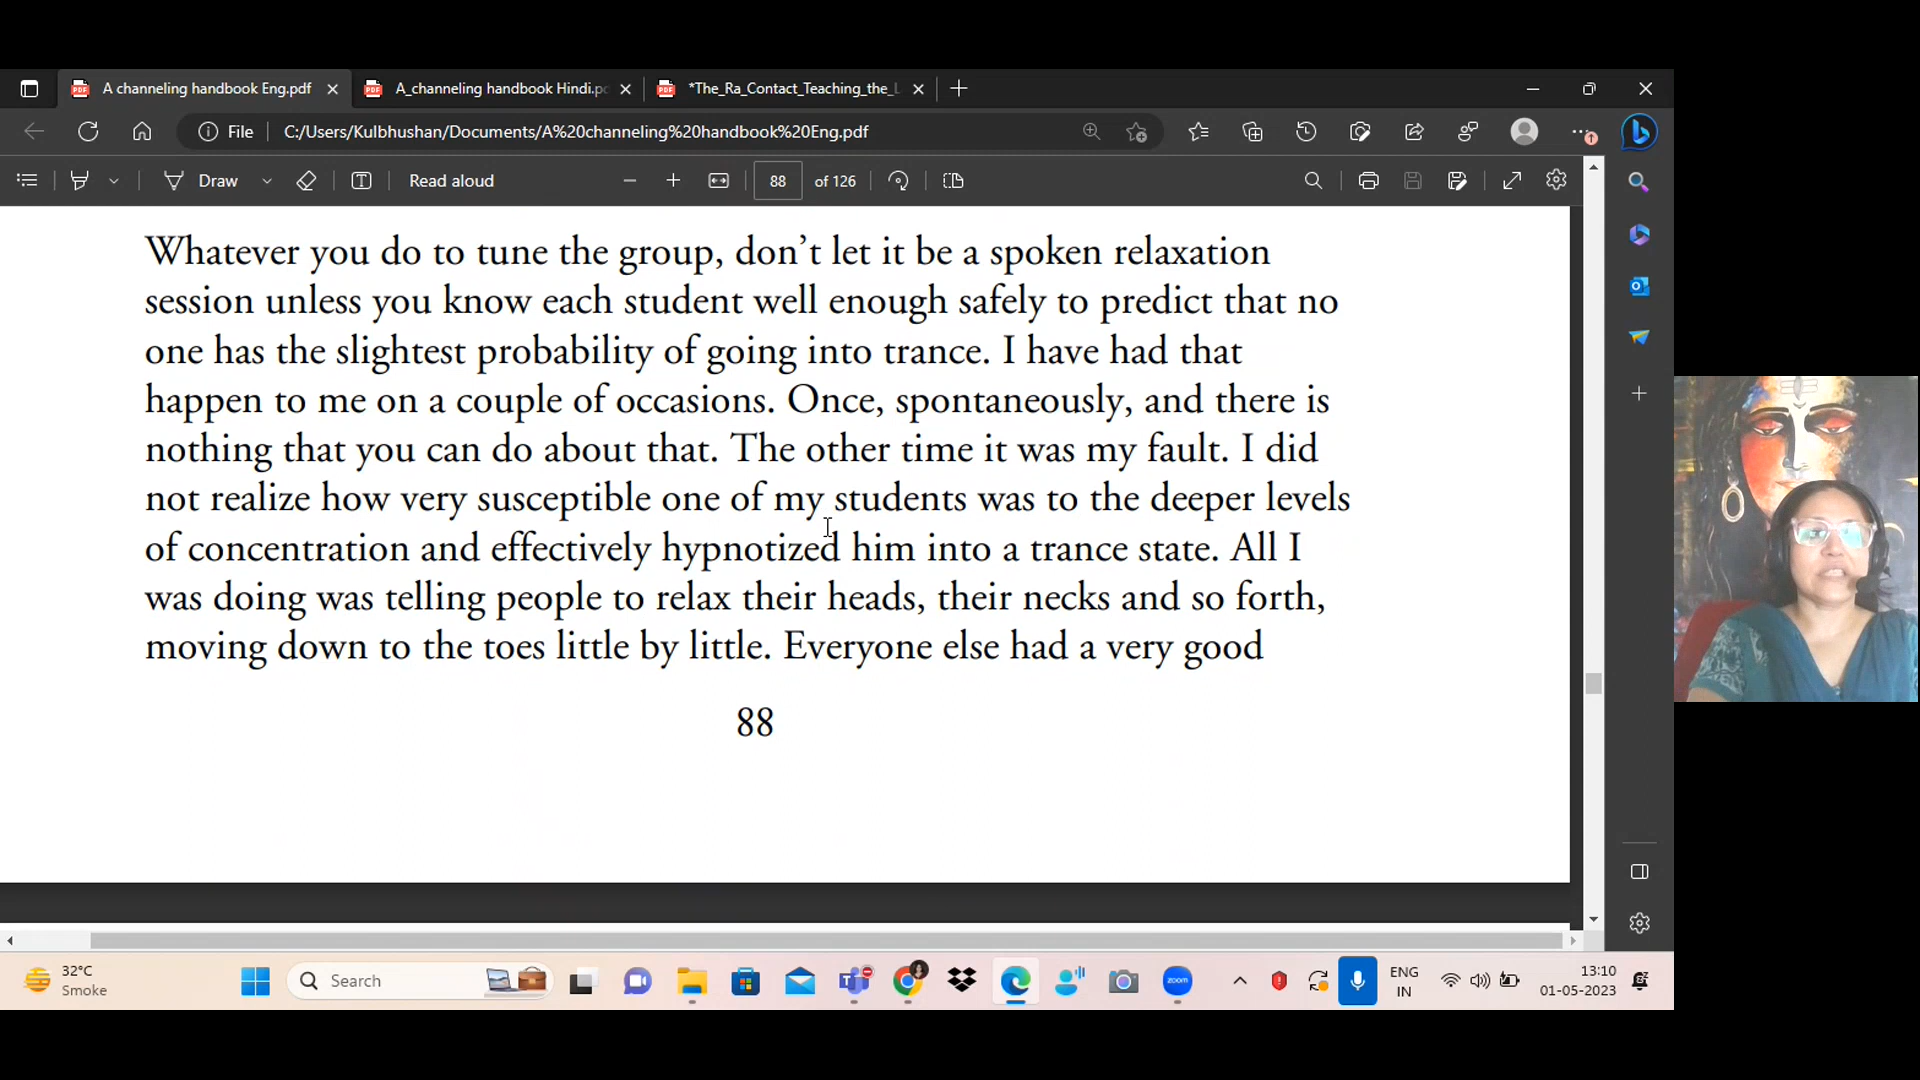 A channeling handbook Eng.pdf
A_channeling handbook Hindi.pd
*The_Ra_Contact_Teaching_the_L
File
C:/Users/Kulbhushan/Documents/A%20channeling%20handbook%20Eng.pdf
Draw
Read aloud
88
of 126
Whatever you do to tune the group, don’t let it be a spoken relaxation
session unless you know each student well enough safely to predict that no
one has the slightest probability of going into trance. I have had that
happen to me on a couple of occasions. Once, spontaneously, and there is
nothing that you can do about that. The other time it was my fault. I did
not realize how very susceptible one of my students was to the deeper levels
of concentration and effectively hypnotized him into a trance state. All I
was doing was telling people to relax their heads, their necks and so forth,
moving down to the toes little by little. Everyone else had a very good
88
32°C
Smoke
Search
zoom
ENG
IN
13:10
01-05-2023